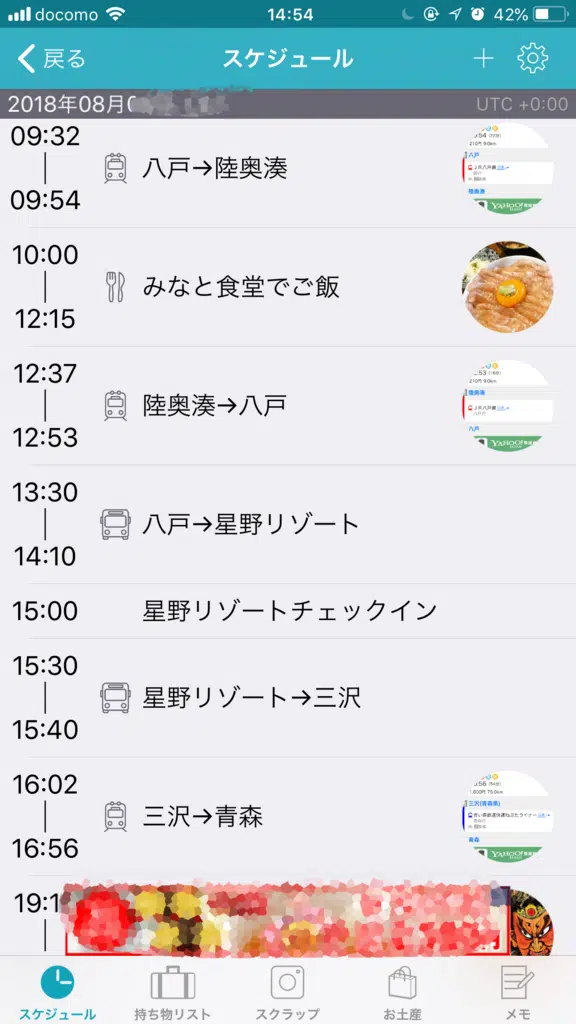 docomo 14:54 42%
戻る スケジュール
2018年08月 UTC +0:00
09:32
八戸→陸奥湊
09:54
10:00
みなと食堂でご飯
12:15
12:37
陸奥湊→八戸
12:53
13:30
八戸→星野リゾート
14:10
15:00 星野リゾートチェックイン
15:30
星野リゾート→三沢
15:40
16:02
三沢→青森
16:56
スケジュール 持ち物リスト スクラップ お土産 メモ